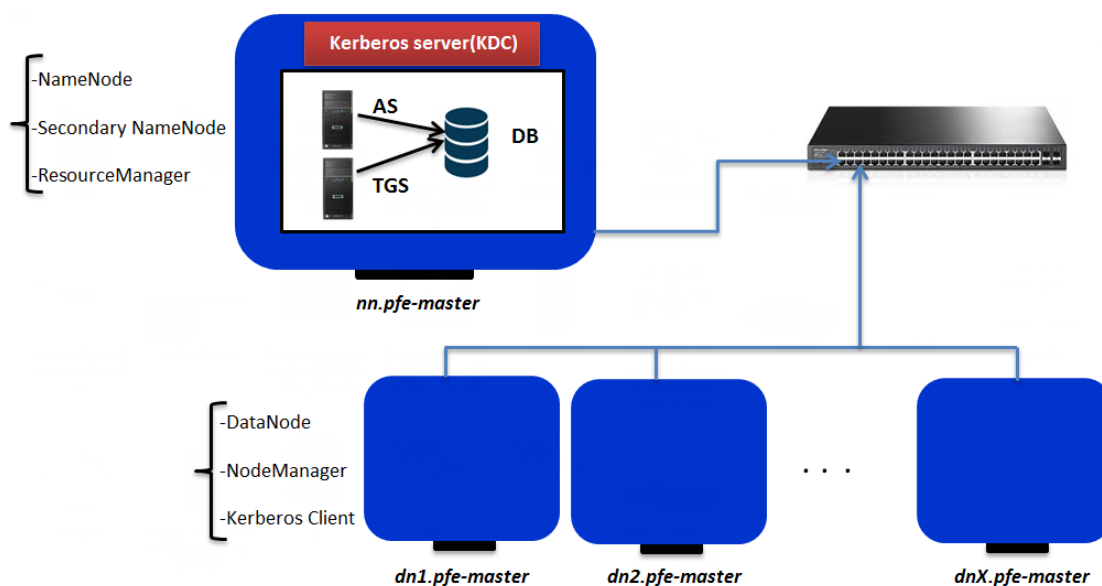 Kerberos server(KDC)
-NameNode
-Secondary NameNode
-ResourceManager
AS
DB
TGS
nn.pfe-master
-DataNode
-NodeManager
-Kerberos Client
. . .
dn1.pfe-master
dn2.pfe-master
dnX.pfe-master